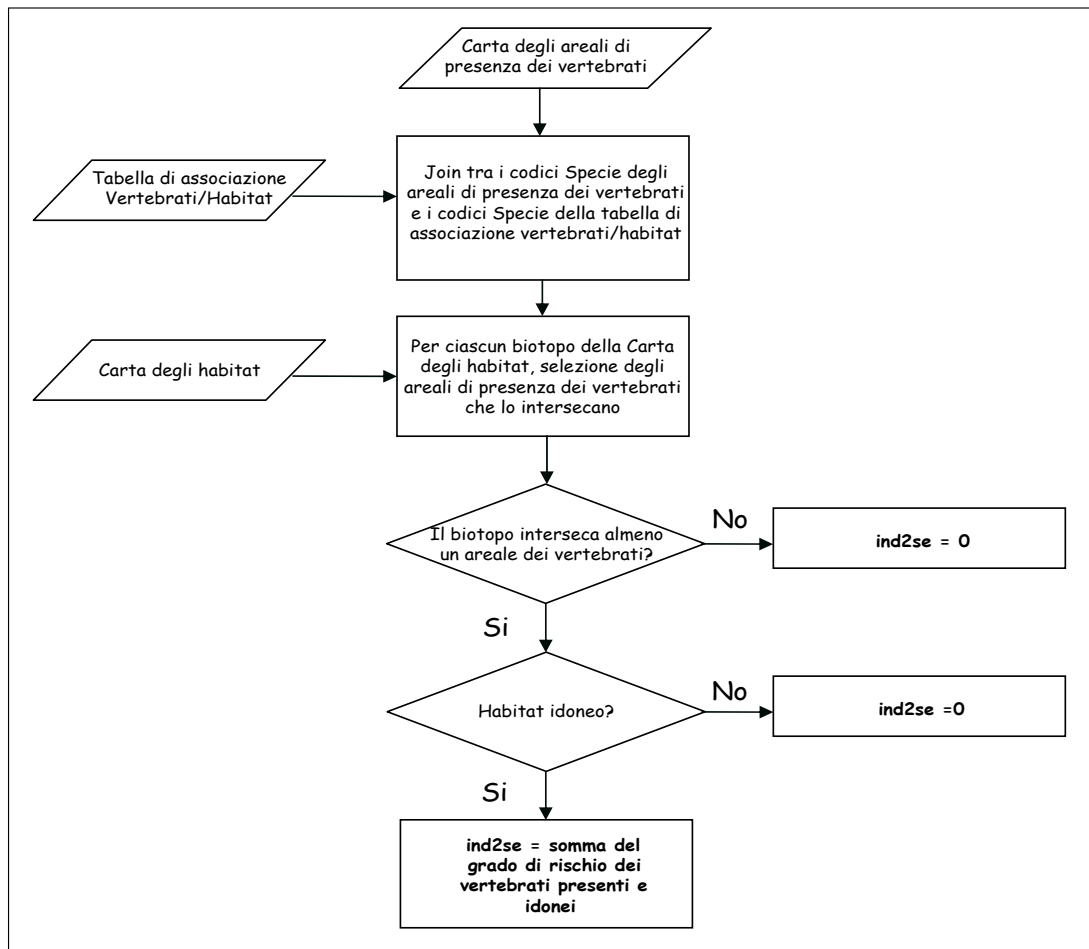 Carta degli areali di
presenza dei vertebrati
Tabella di associazione
Vertebrati/Habitat
Join tra i codici Specie degli
areali di presenza dei vertebrati
e i codici Specie della tabella di
associazione vertebrati/habitat
Carta degli habitat
Per ciascun biotopo della Carta
degli habitat, selezione degli
areali di presenza dei vertebrati
che lo intersecano
Il biotopo interseca almeno
un areale dei vertebrati?
No
ind2se = 0
Si
Habitat idoneo?
No
ind2se =0
Si
ind2se = somma del
grado di rischio dei
vertebrati presenti e
idonei